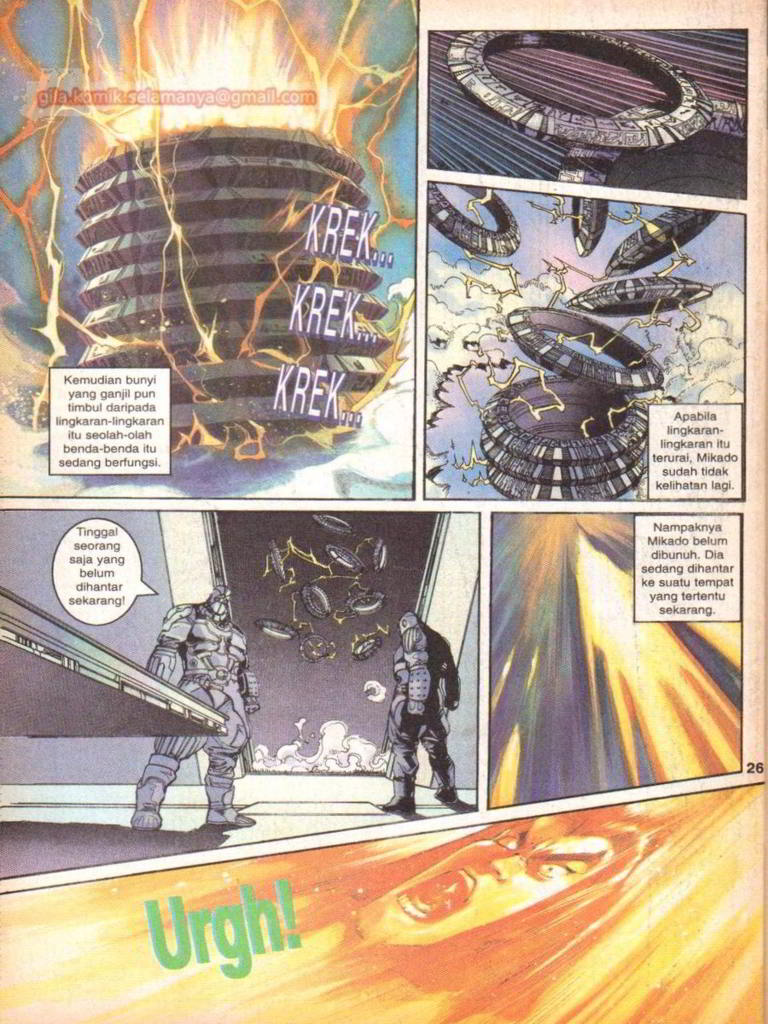 gila.komik.selamanya@gmail.com
KREK...
KREK...
KREK...
Kemudian bunyi
yang ganjil pun
timbul daripada
lingkaran-lingkaran
itu seolah-olah
benda-benda itu
sedang berfungsi.
Apabila
lingkaran-
lingkaran itu
terurai, Mikado
sudah tidak
kelihatan lagi.
Tinggal
seorang
saja yang
belum
dihantar
sekarang!
Nampaknya
Mikado belum
dibunuh. Dia
sedang dihantar
ke suatu tempat
yang tertentu
sekarang.
26
Urgh!